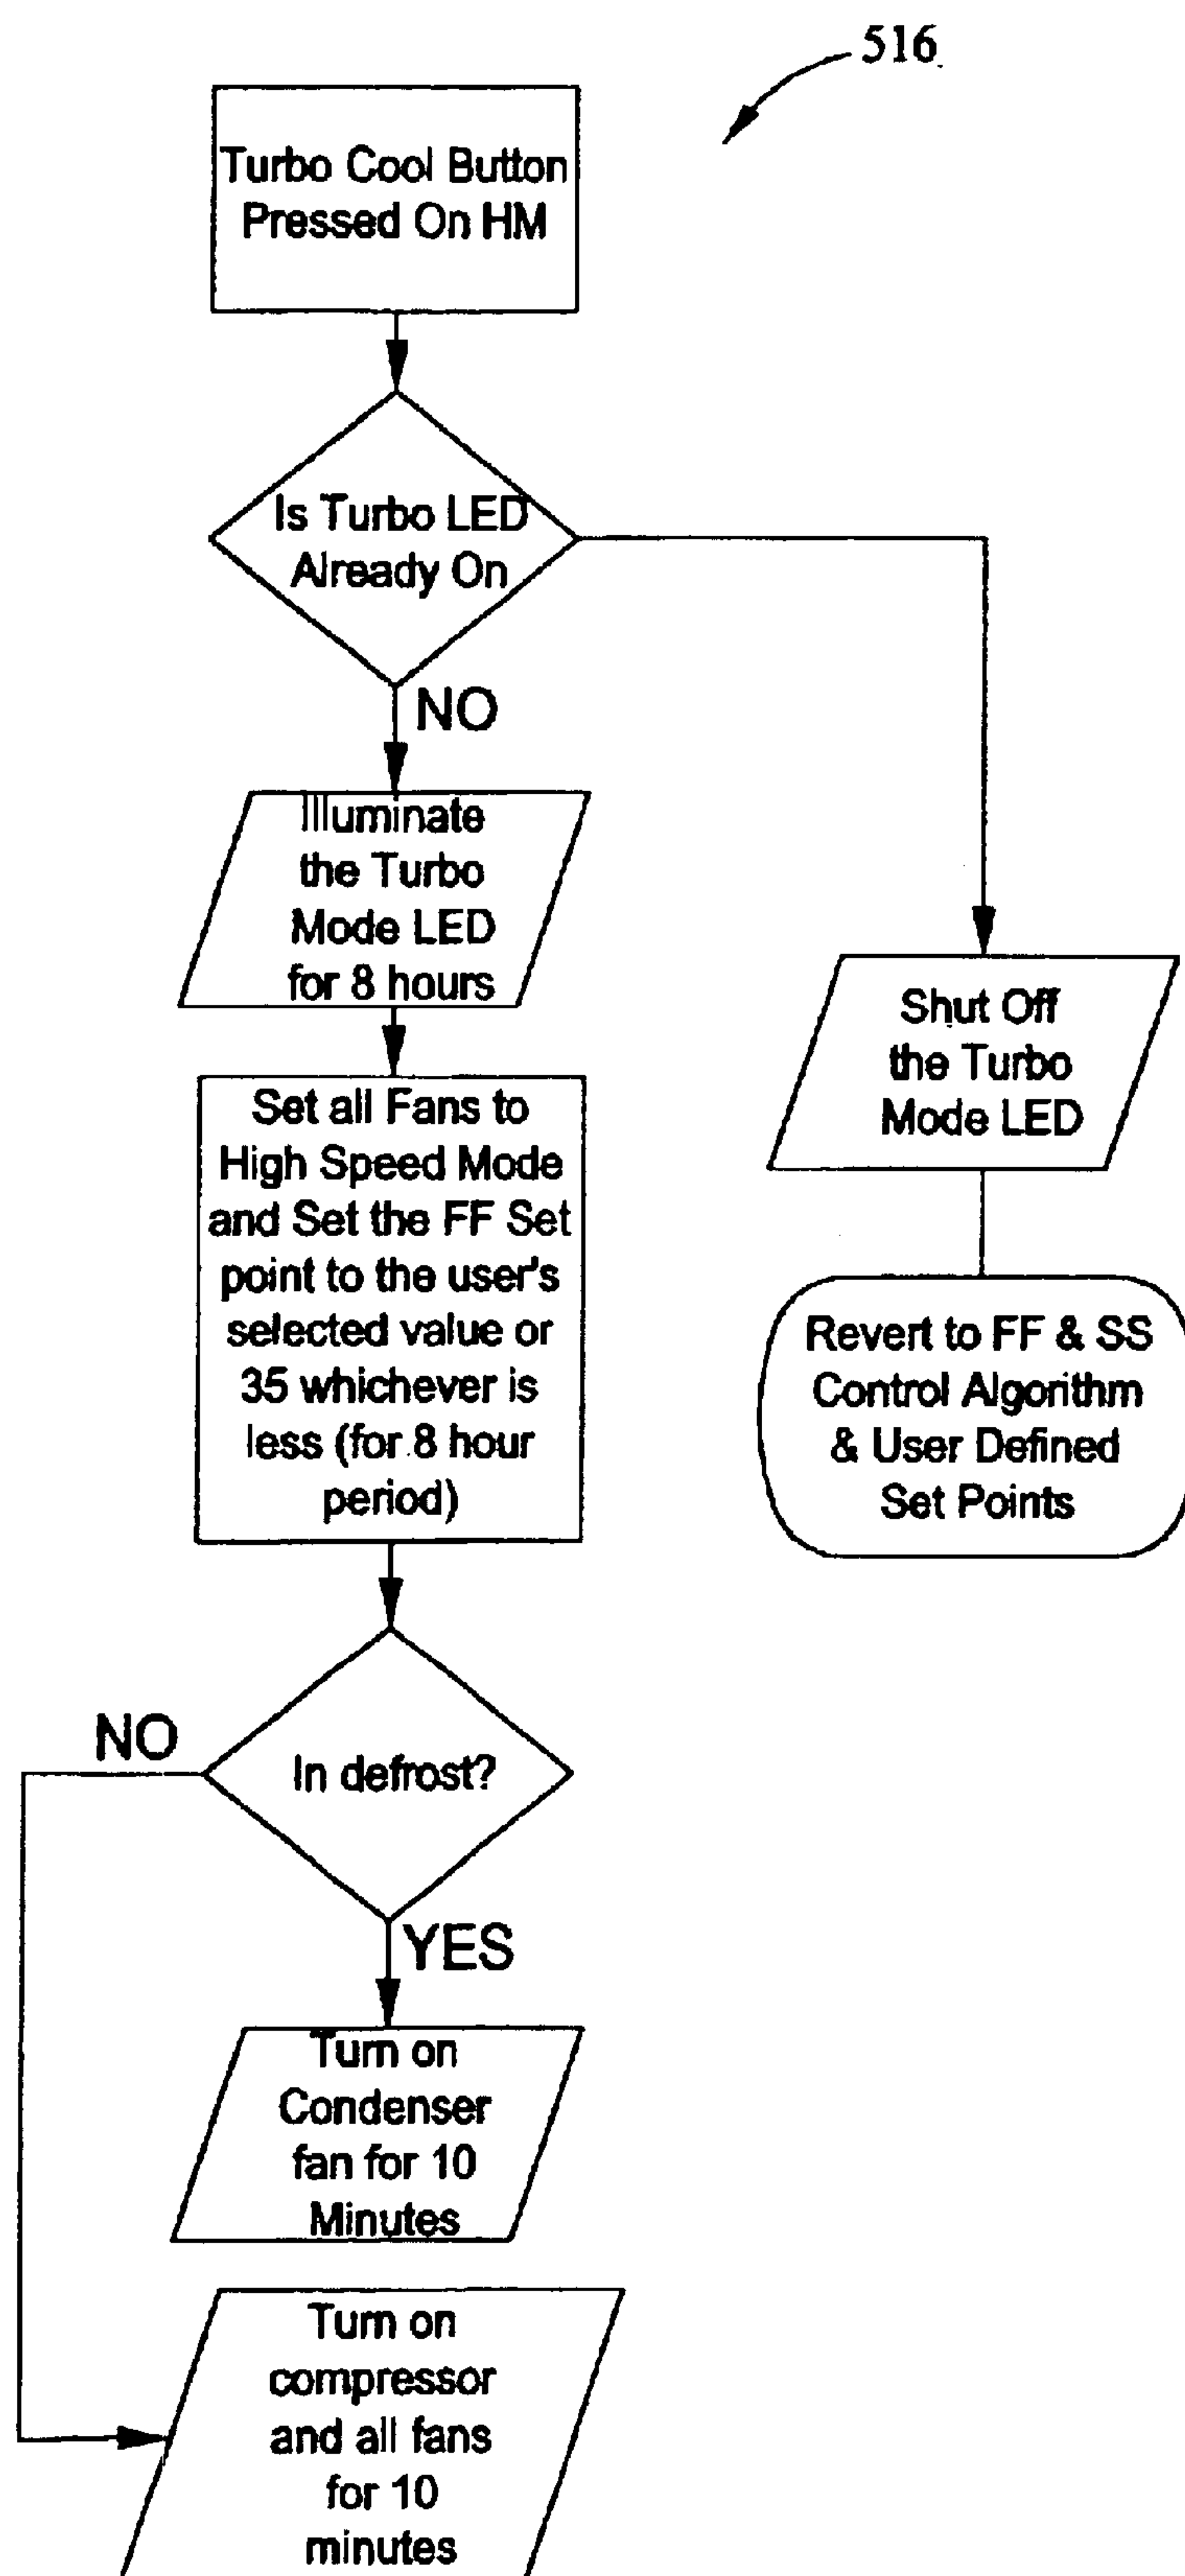 516
Turbo Cool Button
Pressed On HM
Is Turbo LED
Already On
NO
Illuminate
the Turbo
Mode LED
for 8 hours
Shut Off
the Turbo
Mode LED
Set all Fans to
High Speed Mode
and Set the FF Set
point to the user's
selected value or
35 whichever is
less (for 8 hour
period)
Revert to FF & SS
Control Algorithm
& User Defined
Set Points
In defrost?
NO
YES
Turn on
Condenser
fan for 10
Minutes
Turn on
compressor
and all fans
for 10
minutes